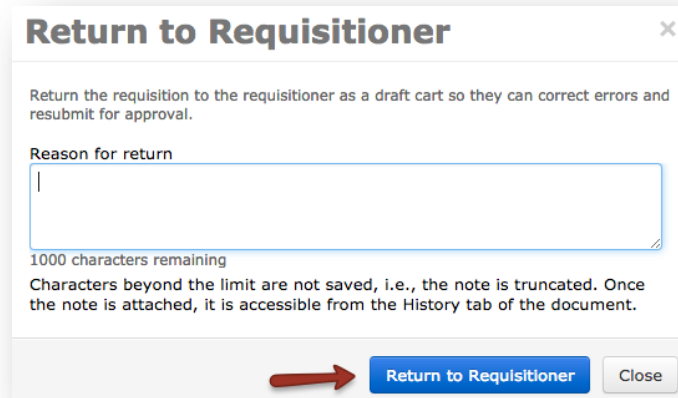 Return to Requisitioner
×
Return the requisition to the requisitioner as a draft cart so they can correct errors and
resubmit for approval.
Reason for return
1000 characters remaining
Characters beyond the limit are not saved, i.e., the note is truncated. Once
the note is attached, it is accessible from the History tab of the document.
Return to Requisitioner
Close